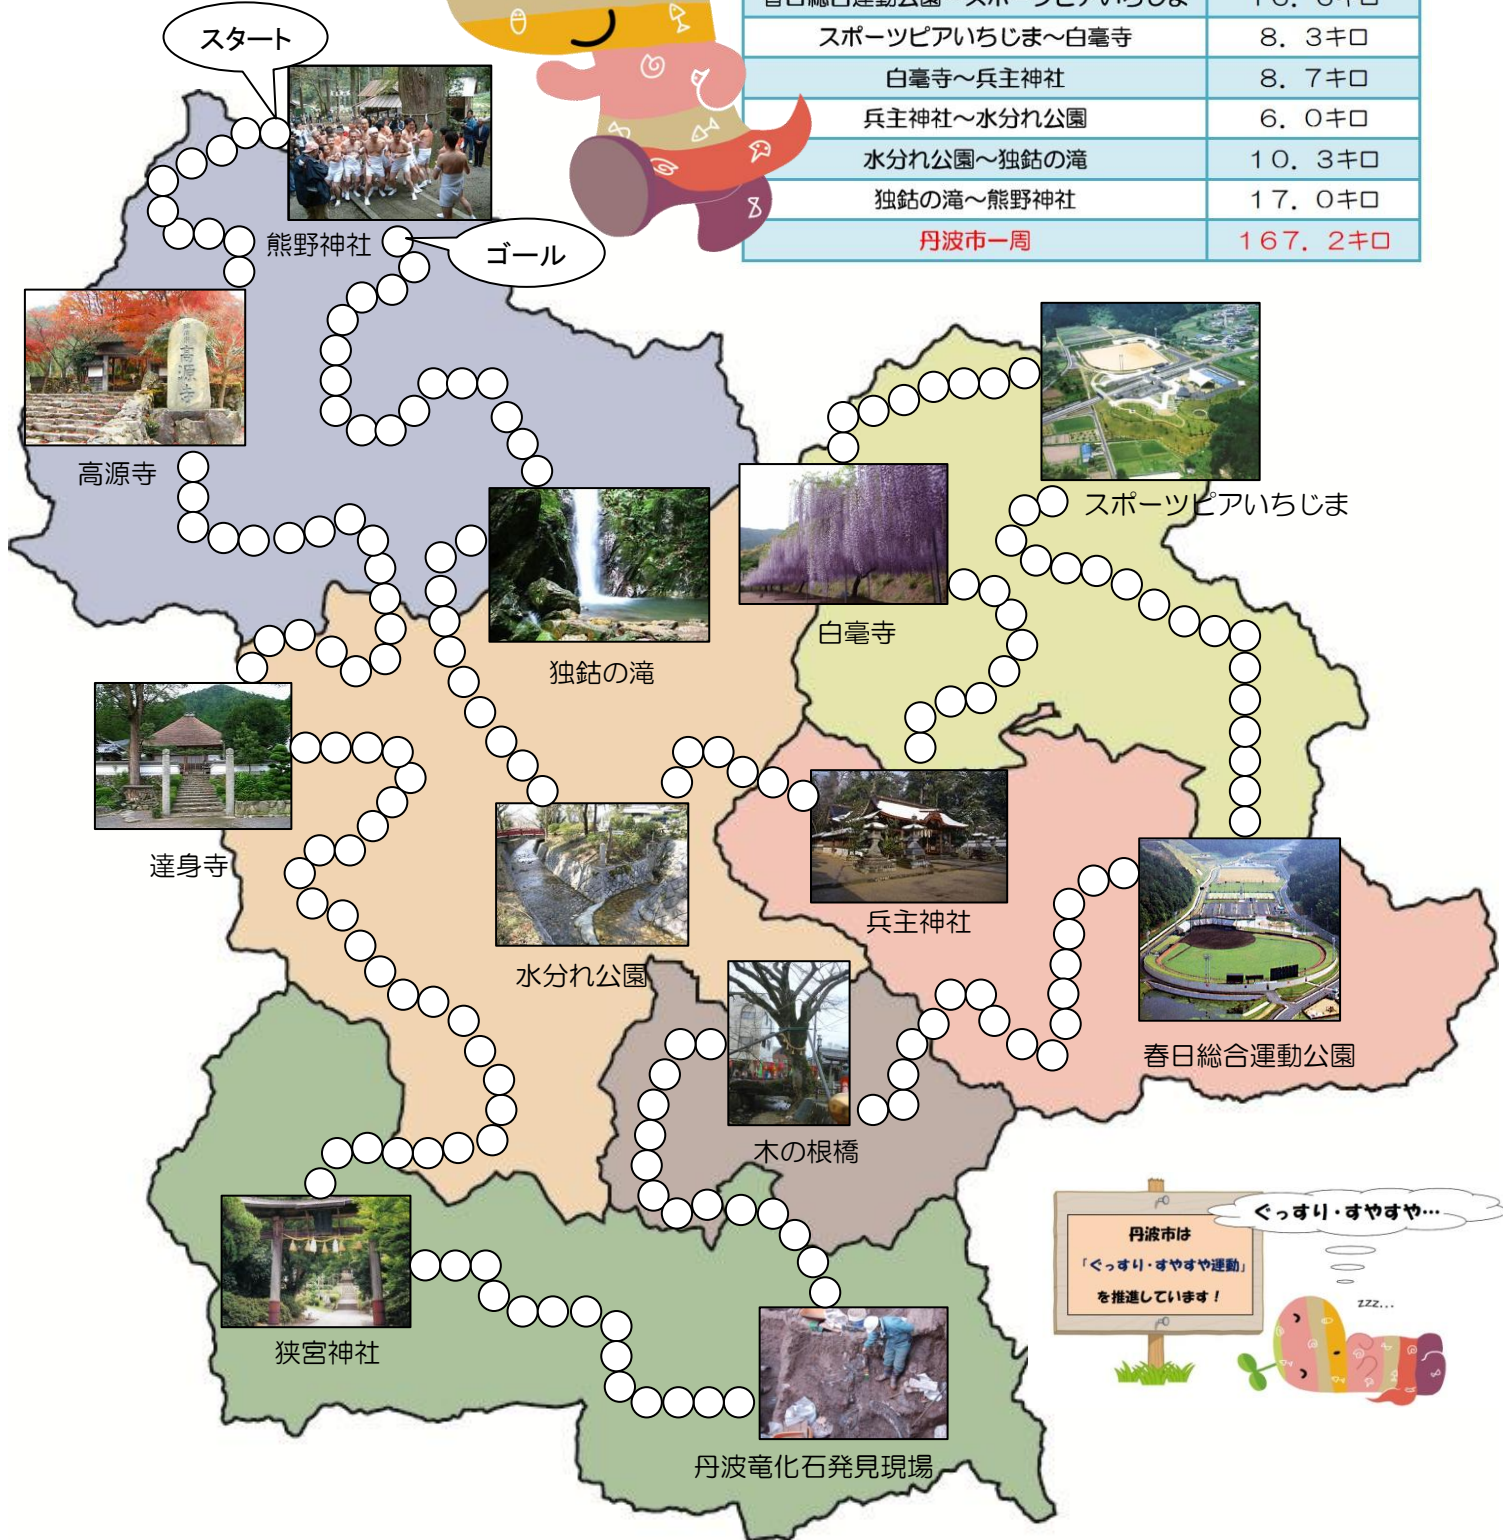 スタート
スポーツピアいちじま～白毫寺 8．3キロ
白毫寺～兵主神社 8．7キロ
兵主神社～水分れ公園 6．0キロ
水分れ公園～独鈷の滝 10．3キロ
独鈷の滝～熊野神社 17．0キロ
丹波市一周 167．2キロ
熊野神社
ゴール
高源寺
高源寺
スポーツピアいちじま
白毫寺
独鈷の滝
達身寺
兵主神社
水分れ公園
春日総合運動公園
木の根橋
狭宮神社
丹波竜化石発見現場
ぐっすり・すやすや…
丹波市は
「ぐっすり・すやすや運動」
を推進しています！
zzz…